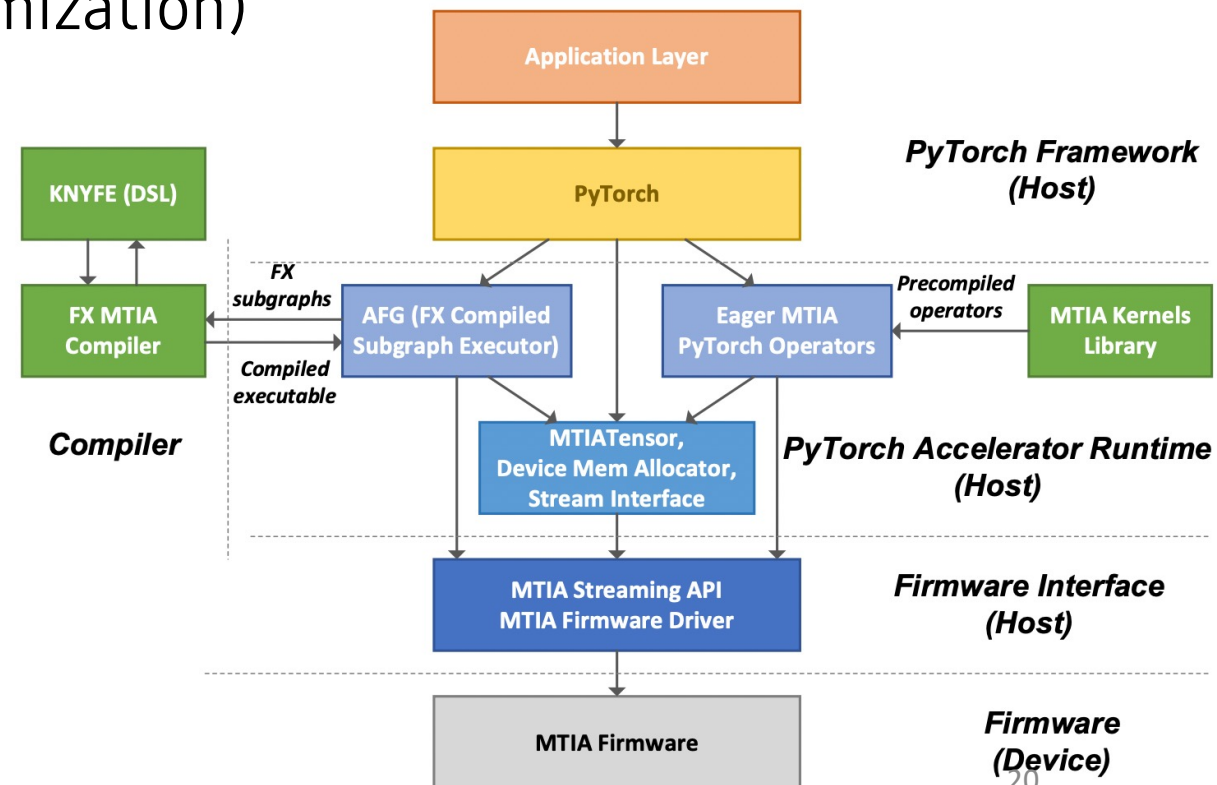 mization)
Application Layer
PyTorch Framework
(Host)
KNYFE (DSL)
PyTorch
FX
subgraphs
Precompiled
operators
FX MTIA
Compiler
AFG (FX Compiled
Subgraph Executor)
Eager MTIA
PyTorch Operators
MTIA Kernels
Library
Compiled
executable
Compiler
MTIATensor,
Device Mem Allocator,
Stream Interface
PyTorch Accelerator Runtime
(Host)
MTIA Streaming API
MTIA Firmware Driver
Firmware Interface
(Host)
MTIA Firmware
Firmware
(Device)
20